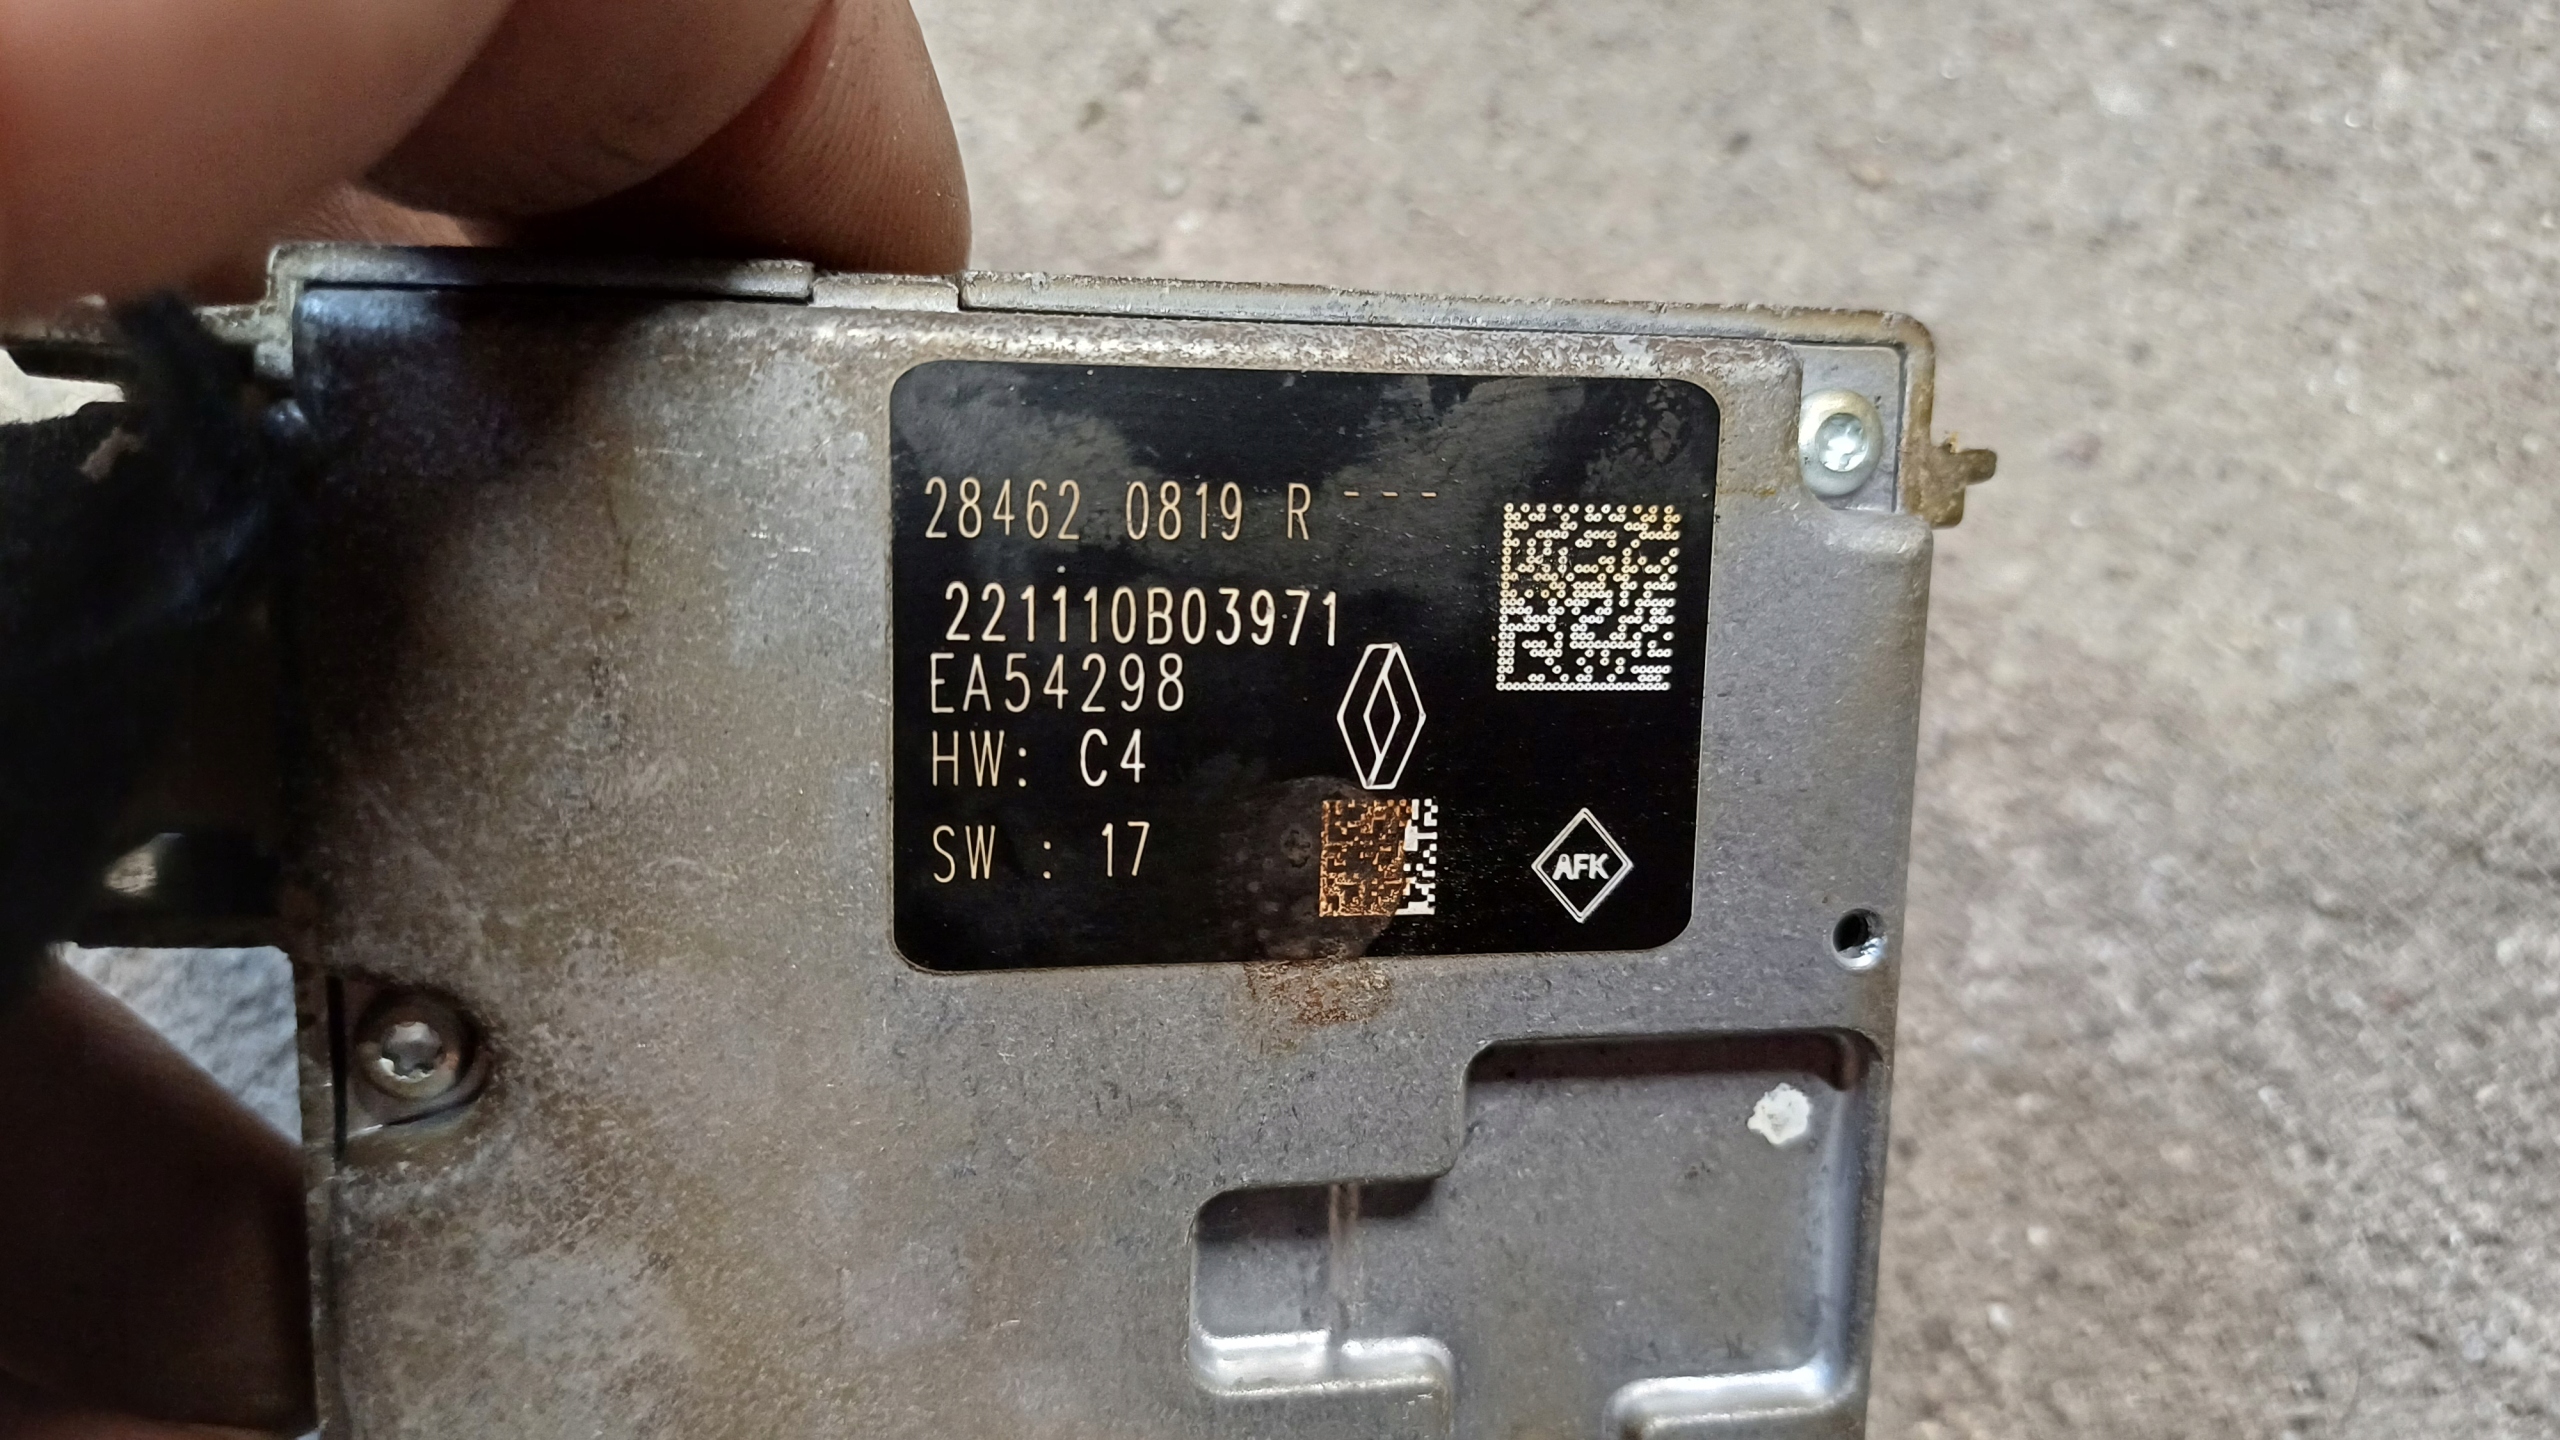 28462 0819 R ---
221110B03971
EA54298
HW: C4
SW : 17
AFK